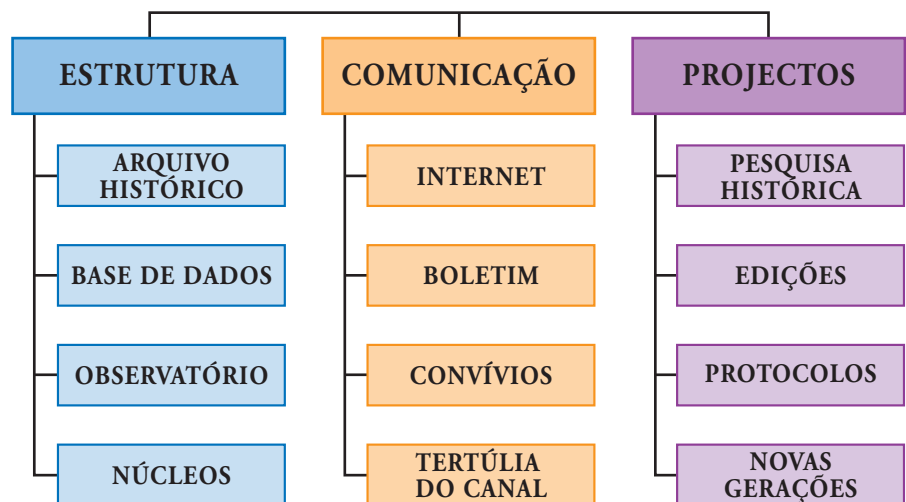 ESTRUTURA
ARQUIVO
HISTÓRICO
BASE DE DADOS
OBSERVATÓRIO
NÚCLEOS
COMUNICAÇÃO
INTERNET
BOLETIM
CONVÍVIOS
TERTÚLIA
DO CANAL
PROJECTOS
PESQUISA
HISTÓRICA
EDIÇÕES
PROTOCOLOS
NOVAS
GERAÇÕES